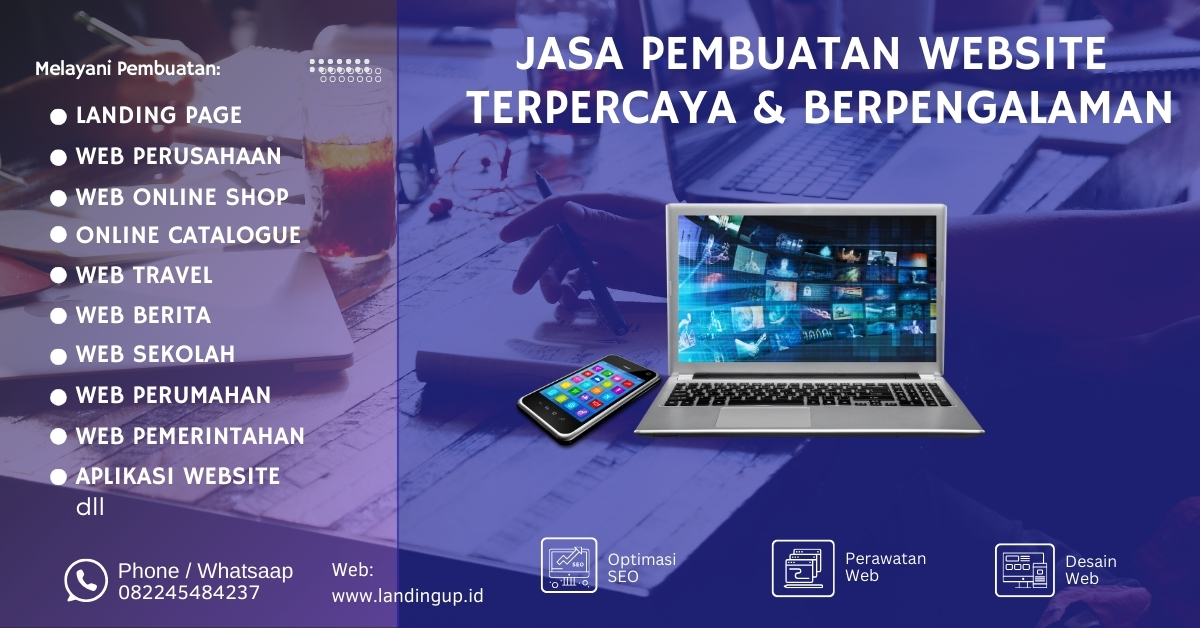 JASA PEMBUATAN WEBSITE
TERPERCAYA & BERPENGALAMAN
Melayani Pembuatan:
LANDING PAGE
WEB PERUSAHAAN
WEB ONLINE SHOP
ONLINE CATALOGUE
WEB TRAVEL
WEB BERITA
WEB SEKOLAH
WEB PERUMAHAN
WEB PEMERINTAHAN
APLIKASI WEBSITE
dll
Phone / Whatsaap
082245484237
Web:
www.landingup.id
SEO
Optimasi
SEO
Perawatan
Web
Desain
Web